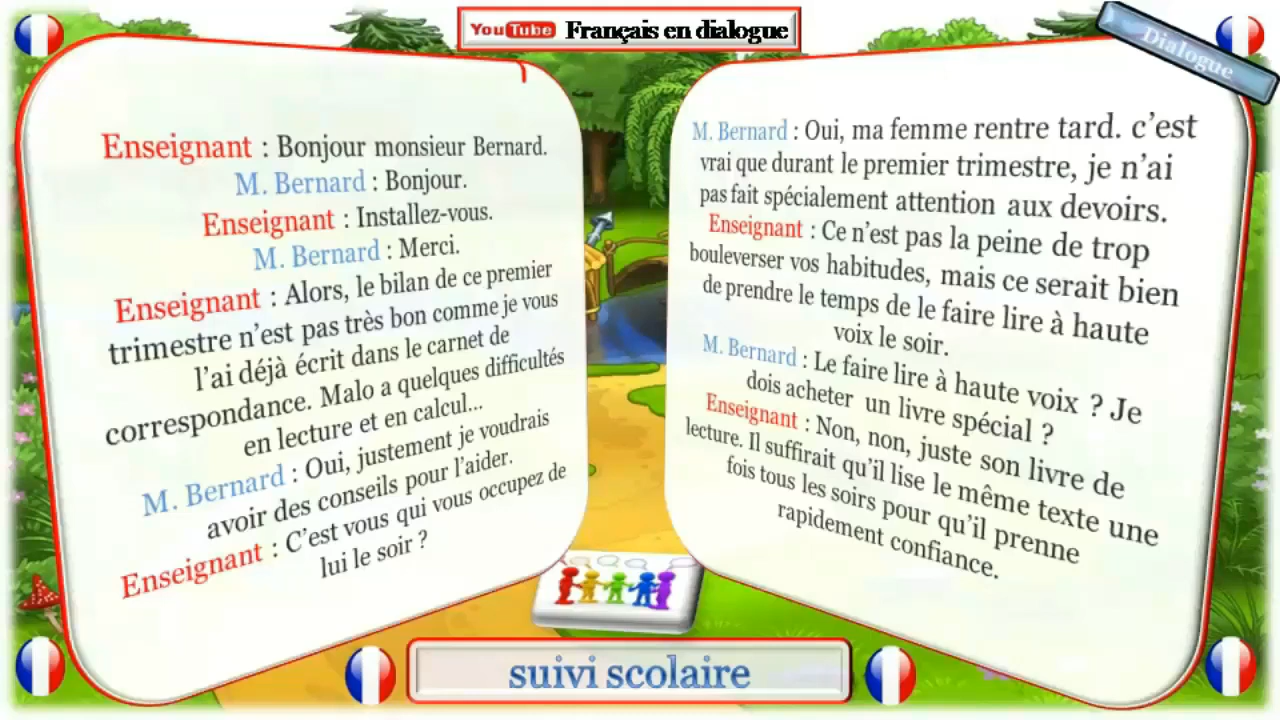 YouTube Français en dialogue
Dialogue
Enseignant : Bonjour monsieur Bernard.
M. Bernard : Bonjour.
Enseignant : Installez-vous.
M. Bernard : Merci.
Enseignant : Alors, le bilan de ce premier
trimestre n'est pas très bon comme je vous
l'ai déjà écrit dans le carnet de
correspondance. Malo a quelques difficultés
en lecture et en calcul...
M. Bernard : Oui, justement je voudrais
avoir des conseils pour l'aider.
Enseignant : C'est vous qui vous occupez de
lui le soir ?
M. Bernard : Oui, ma femme rentre tard. c'est
vrai que durant le premier trimestre, je n'ai
pas fait spécialement attention aux devoirs.
Enseignant : Ce n'est pas la peine de trop
bouleverser vos habitudes, mais ce serait bien
de prendre le temps de le faire lire à haute
voix le soir.
M. Bernard : Le faire lire à haute voix ? Je
dois acheter un livre spécial ?
Enseignant : Non, non, juste son livre de
lecture. Il suffirait qu'il lise le même texte une
fois tous les soirs pour qu'il prenne
rapidement confiance.
suivi scolaire